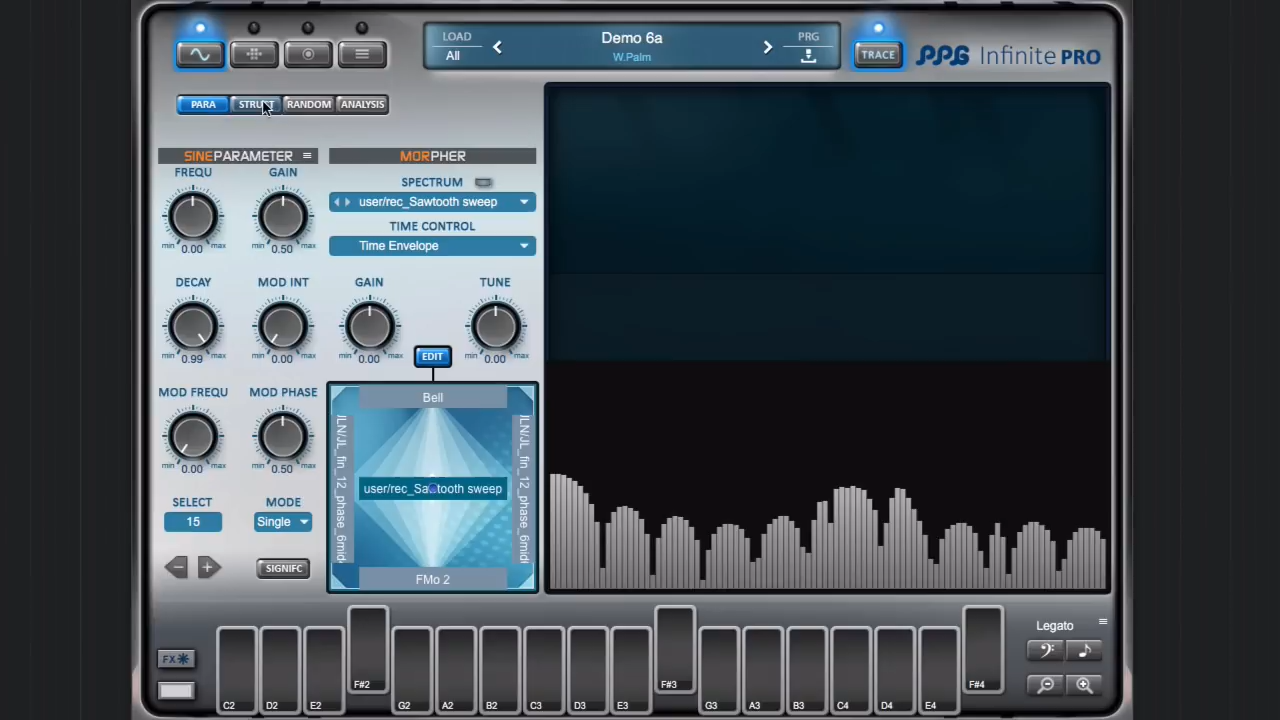 LOAD
All
Demo 6a
W.Palm
PRG
TRACE
PPG Infinite PRO
PARA
STRUCT
RANDOM
ANALYSIS
SINEPARAMETER
MORPHER
FREQU
GAIN
min 0.00 max
min 0.50 max
SPECTRUM
user/rec_Sawtooth sweep
TIME CONTROL
Time Envelope
DECAY
MOD INT
GAIN
TUNE
min 0.99 max
min 0.00 max
min 0.00 max
min 0.00 max
EDIT
MOD FREQU
MOD PHASE
min 0.00 max
min 0.50 max
Bell
JLN/JL_fin_12_phase_6midi
user/rec_Sawtooth sweep
JLN/JL_fin_12_phase_6midi
FMo 2
SELECT
MODE
15
Single
SIGNIFC
FX
C2
D2
E2
F#2
G2
A2
B2
C3
D3
E3
F#3
G3
A3
B3
C4
D4
E4
F#4
Legato